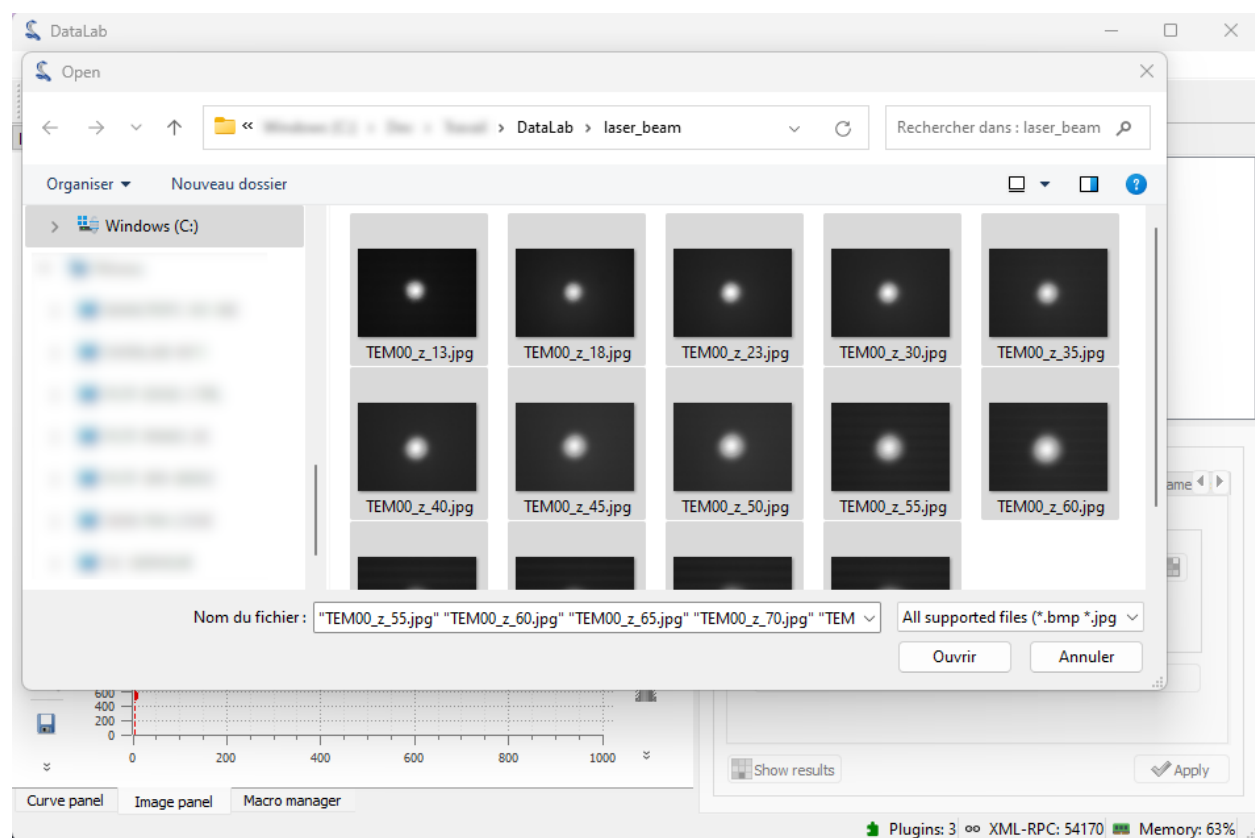 DataLab
Open
« DataLab › laser_beam
Rechercher dans : laser_beam
Organiser
Nouveau dossier
Windows (C:)
TEM00_z_13.jpg TEM00_z_18.jpg TEM00_z_23.jpg TEM00_z_30.jpg TEM00_z_35.jpg
TEM00_z_40.jpg TEM00_z_45.jpg TEM00_z_50.jpg TEM00_z_55.jpg TEM00_z_60.jpg
ame
Nom du fichier : "TEM00_z_55.jpg" "TEM00_z_60.jpg" "TEM00_z_65.jpg" "TEM00_z_70.jpg" "TEM All supported files (*.bmp *.jpg
Ouvrir Annuler
600
400
200
0
0 200 400 600 800 1000
Show results Apply
Curve panel Image panel Macro manager
Plugins: 3 XML-RPC: 54170 Memory: 63%